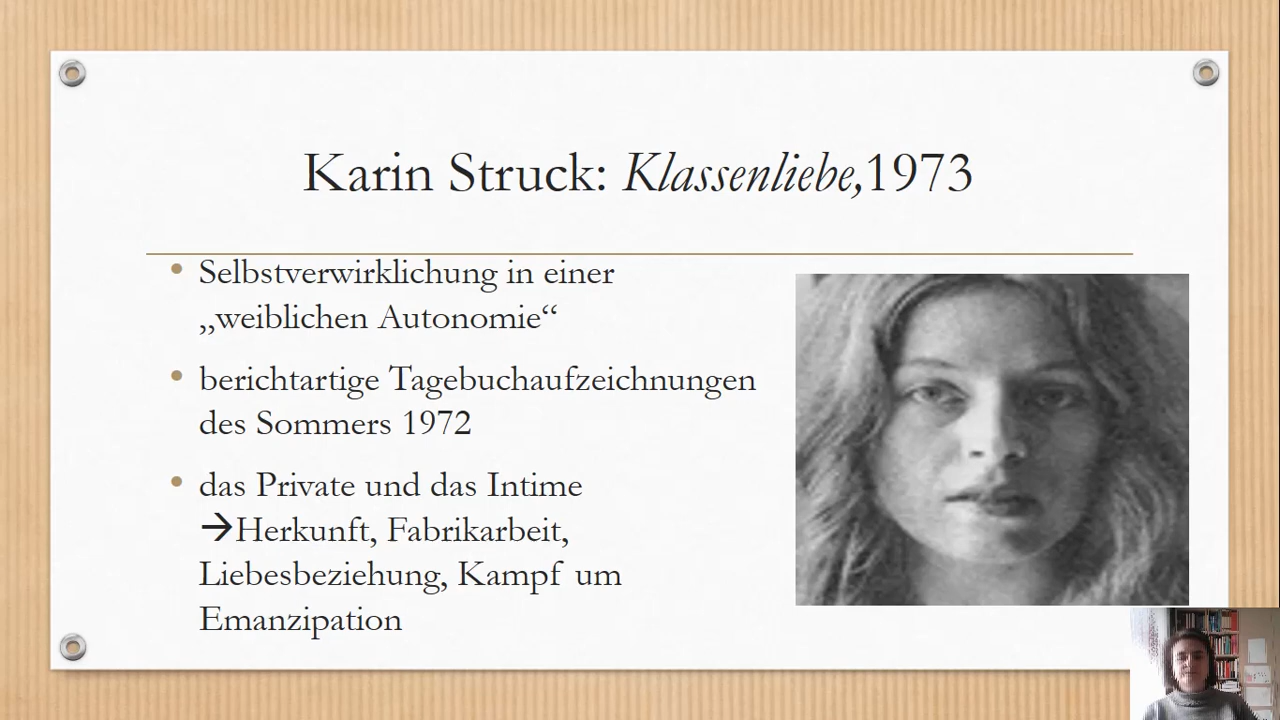 Karin Struck: Klassenliebe,1973
Selbstverwirklichung in einer
„weiblichen Autonomie“
berichtartige Tagebuchaufzeichnungen
des Sommers 1972
das Private und das Intime
→Herkunft, Fabrikarbeit,
Liebesbeziehung, Kampf um
Emanzipation